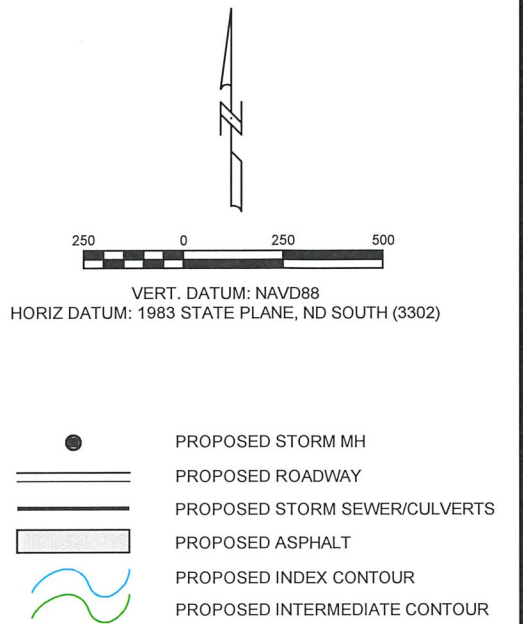 N
250 0 250 500
VERT. DATUM: NAVD88
HORIZ DATUM: 1983 STATE PLANE, ND SOUTH (3302)
PROPOSED STORM MH
PROPOSED ROADWAY
PROPOSED STORM SEWER/CULVERTS
PROPOSED ASPHALT
PROPOSED INDEX CONTOUR
PROPOSED INTERMEDIATE CONTOUR